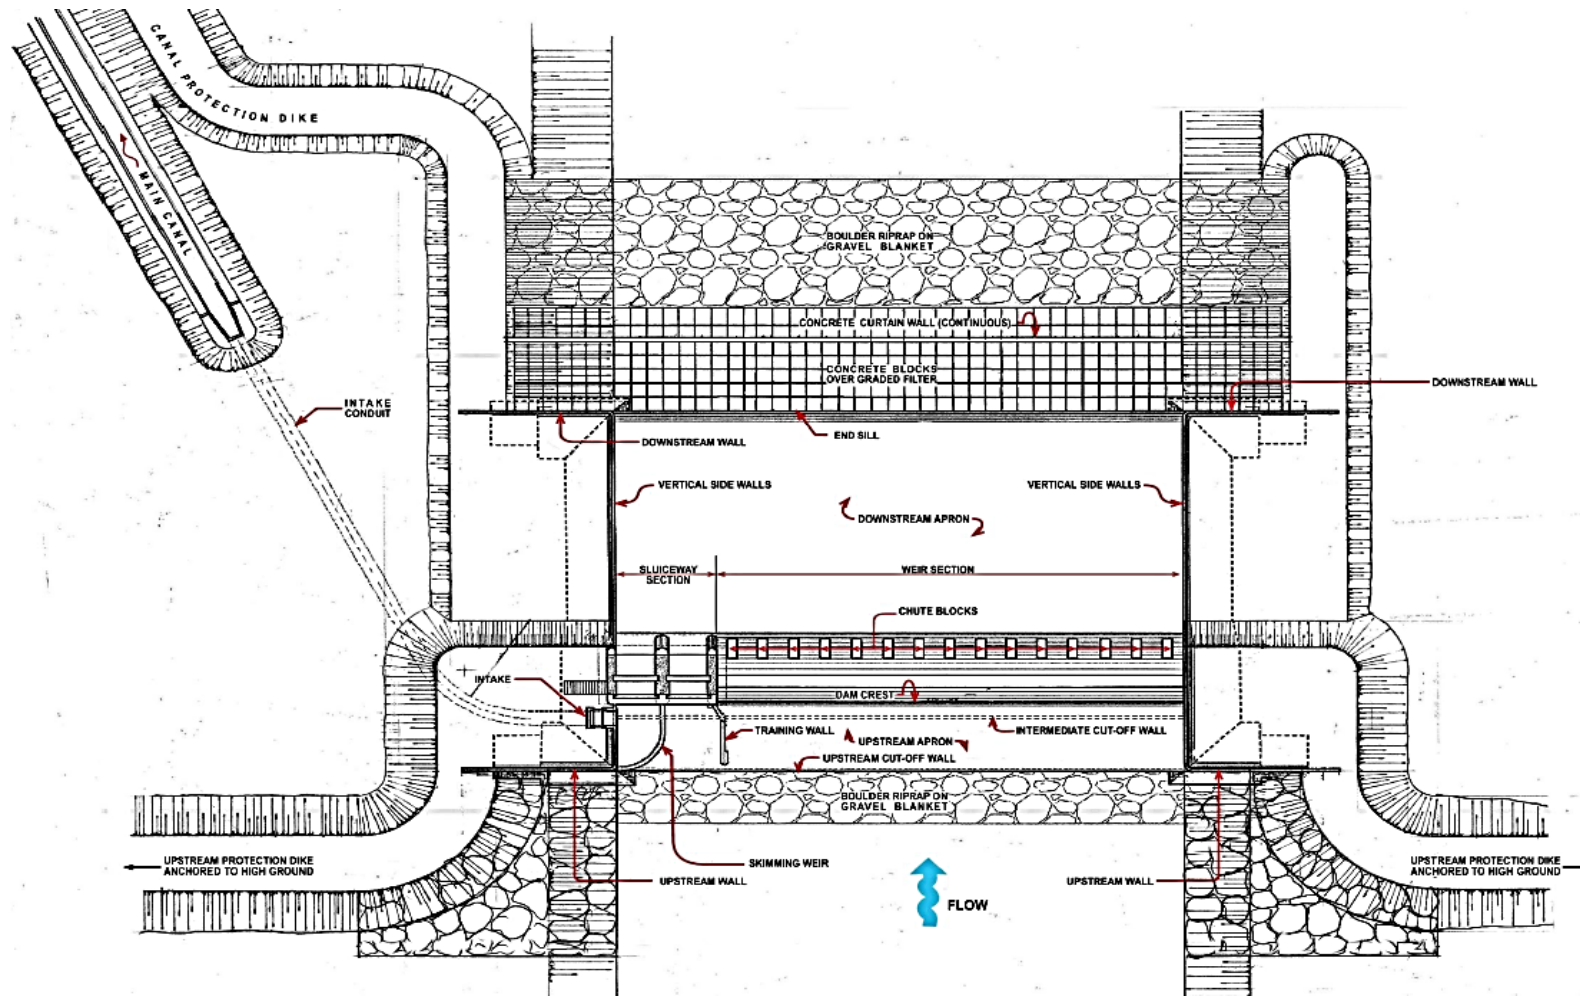 CANAL PROTECTION DIKE
MAIN CANAL
BOULDER RIPRAP ON
GRAVEL BLANKET
CONCRETE CURTAIN WALL (CONTINUOUS)
CONCRETE BLOCKS
OVER GRADED FILTER
DOWNSTREAM WALL
INTAKE
CONDUIT
DOWNSTREAM WALL
END SILL
VERTICAL SIDE WALLS
VERTICAL SIDE WALLS
DOWNSTREAM APRON
SLUICEWAY
SECTION
WEIR SECTION
CHUTE BLOCKS
INTAKE
DAM CREST
TRAINING WALL
INTERMEDIATE CUT-OFF WALL
UPSTREAM APRON
UPSTREAM CUT-OFF WALL
BOULDER RIPRAP ON
GRAVEL BLANKET
UPSTREAM PROTECTION DIKE
ANCHORED TO HIGH GROUND
SKIMMING WEIR
UPSTREAM WALL
UPSTREAM WALL
UPSTREAM PROTECTION DIKE
ANCHORED TO HIGH GROUND
FLOW